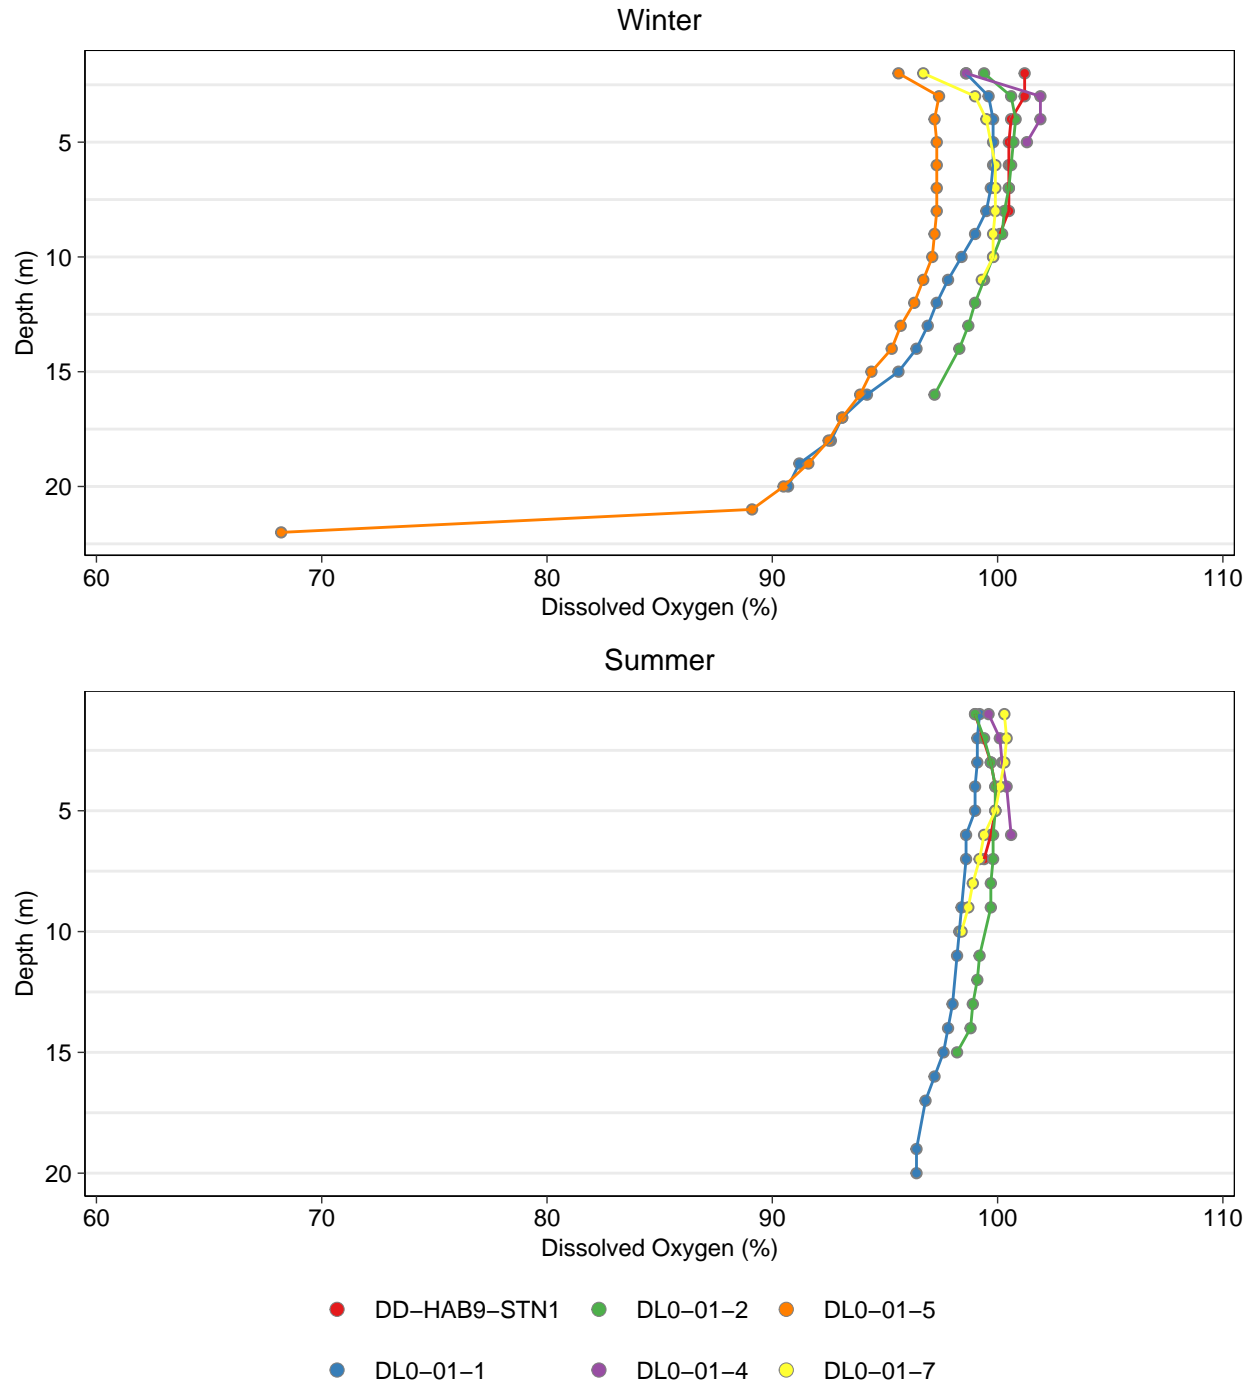 Winter
5
10
15
20
Depth (m)
60 70 80 90 100 110
Dissolved Oxygen (%)
Summer
5
10
15
20
Depth (m)
60 70 80 90 100 110
Dissolved Oxygen (%)
DD−HAB9−STN1 DL0−01−2 DL0−01−5
DL0−01−1 DL0−01−4 DL0−01−7